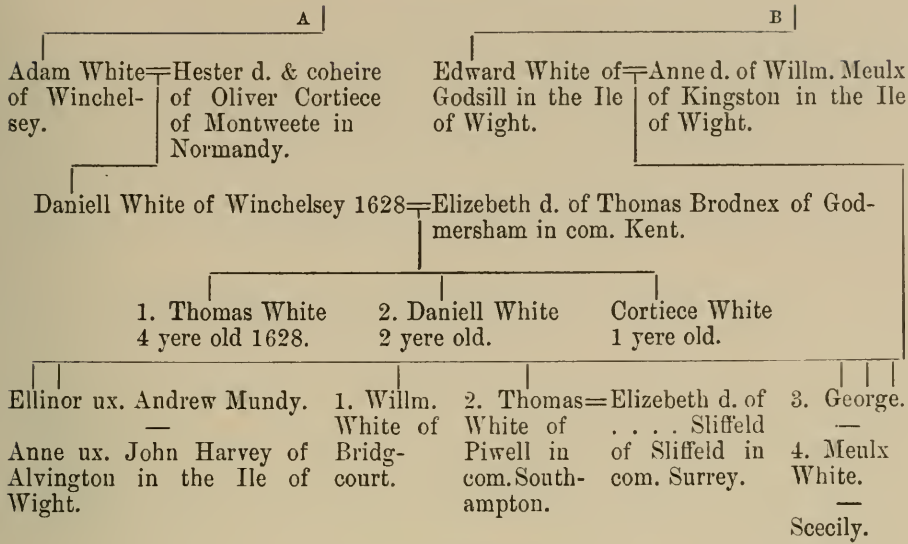 A B
Adam White=Hester d. & coheire
of Winchel- of Oliver Cortiece
sey. of Montweete in
Normandy.
Edward White of=Anne d. of Willm. Meulx
Godsill in the Ile of Kingston in the Ile
of Wight. of Wight.
Daniell White of Winchelsey 1628=Elizebeth d. of Thomas Brodnex of God-
mersham in com. Kent.
1. Thomas White
4 yere old 1628.
2. Daniell White
2 yere old.
Cortiece White
1 yere old.
Ellinor ux. Andrew Mundy.
—
Anne ux. John Harvey of
Alvington in the Ile of
Wight.
1. Willm.
White of
Bridg-
court.
2. Thomas=Elizebeth d. of
White of . . . . Sliffeld
Piwell in of Sliffeld in
com. South- com. Surrey.
ampton.
3. George.
—
4. Meulx
White.
—
Scecily.